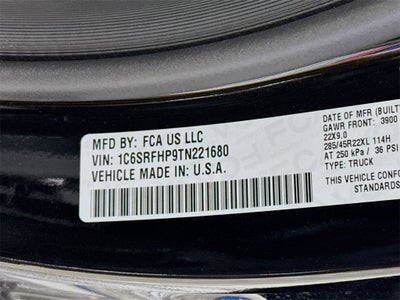 MFD BY: FCA US LLC
VIN: 1C6SRFHP9TN221680
VEHICLE MADE IN: U.S.A.
DATE OF MFR (BUILT
GAWR FRONT: 3900
22X9.0
285/45R22XL 114H
AT 250 kPa / 36 PSI
TYPE: TRUCK
THIS VEHICLE CONF
STANDARDS